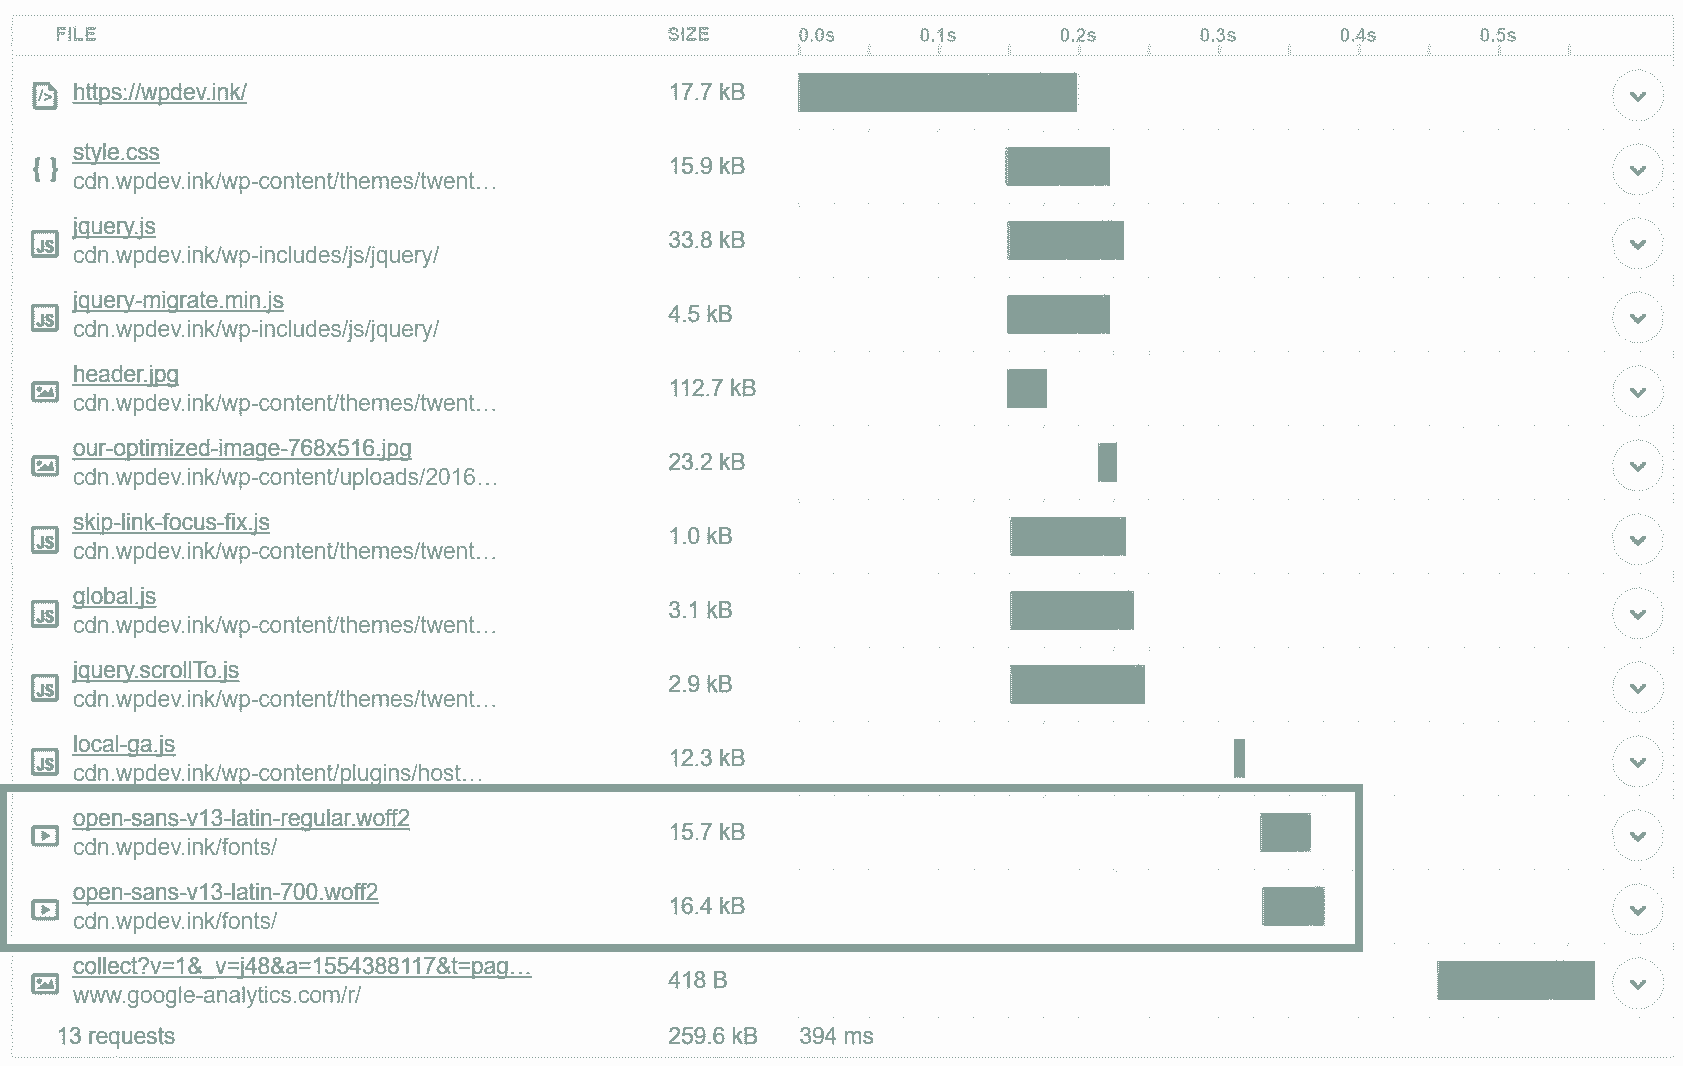 FILE SIZE 0.0s 0.1s 0.2s 0.3s 0.4s 0.5s
https://wpdev.ink/ 17.7 kB
style.css
cdn.wpdev.ink/wp-content/themes/twent... 15.9 kB
jquery.js
cdn.wpdev.ink/wp-includes/js/jquery/ 33.8 kB
jquery-migrate.min.js
cdn.wpdev.ink/wp-includes/js/jquery/ 4.5 kB
header.jpg
cdn.wpdev.ink/wp-content/themes/twent... 112.7 kB
our-optimized-image-768x516.jpg
cdn.wpdev.ink/wp-content/uploads/2016... 23.2 kB
skip-link-focus-fix.js
cdn.wpdev.ink/wp-content/themes/twent... 1.0 kB
global.js
cdn.wpdev.ink/wp-content/themes/twent... 3.1 kB
jquery.scrollTo.js
cdn.wpdev.ink/wp-content/themes/twent... 2.9 kB
local-ga.js
cdn.wpdev.ink/wp-content/plugins/host... 12.3 kB
open-sans-v13-latin-regular.woff2
cdn.wpdev.ink/fonts/ 15.7 kB
open-sans-v13-latin-700.woff2
cdn.wpdev.ink/fonts/ 16.4 kB
collect?v=1&_v=j48&a=1554388117&t=pag...
www.google-analytics.com/r/ 418 B
13 requests 259.6 kB 394 ms